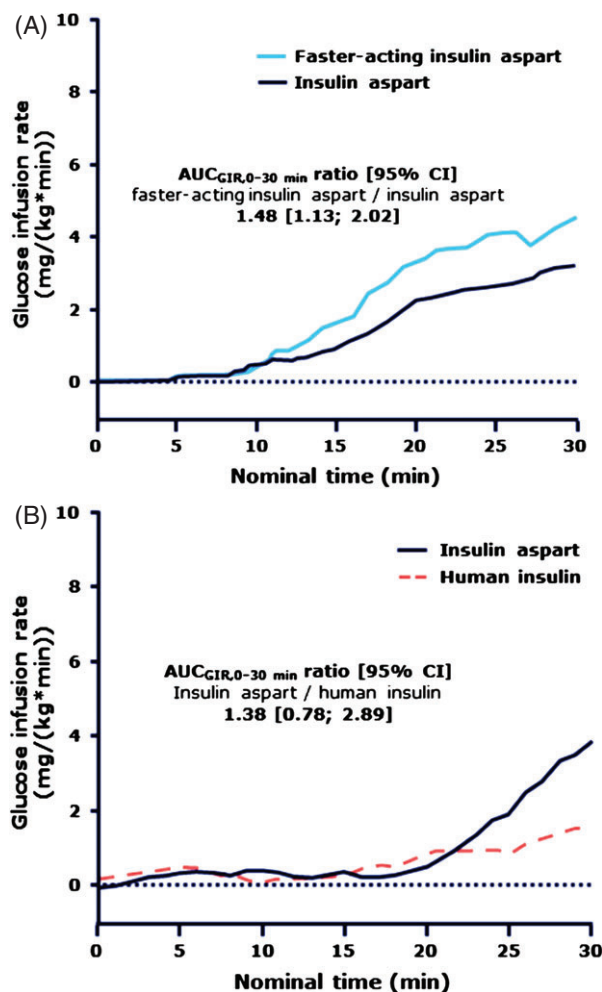 (A)
10
8
6
4
2
0
Glucose infusion rate
(mg/(kg*min))
Faster-acting insulin aspart
Insulin aspart
AUCGIR,0–30 min ratio [95% CI]
faster-acting insulin aspart / insulin aspart
1.48 [1.13; 2.02]
0 5 10 15 20 25 30
Nominal time (min)
(B)
10
8
6
4
2
0
Glucose infusion rate
(mg/(kg*min))
Insulin aspart
Human insulin
AUCGIR,0–30 min ratio [95% CI]
Insulin aspart / human insulin
1.38 [0.78; 2.89]
0 5 10 15 20 25 30
Nominal time (min)